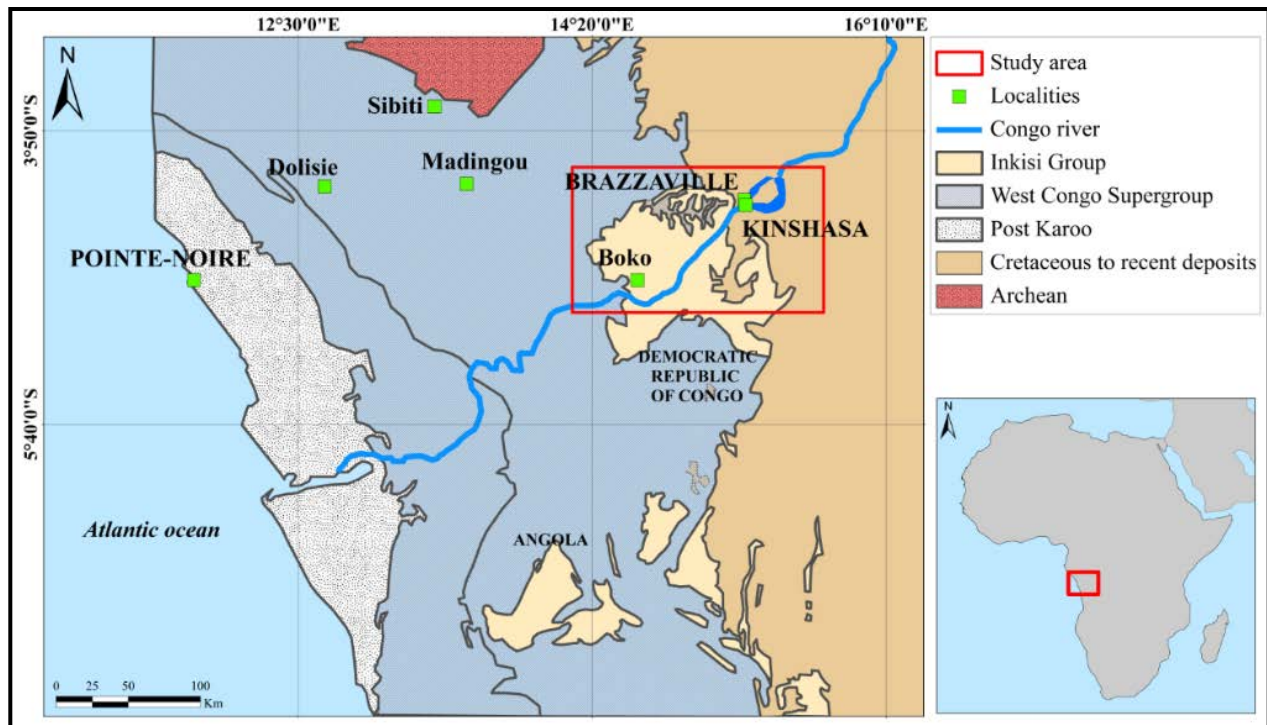 12°30'0"E
14°20'0"E
16°10'0"E
N
3°50'0"S
5°40'0"S
Sibiti
Dolisie
Madingou
BRAZZAVILLE
KINSHASA
POINTE-NOIRE
Boko
DEMOCRATIC
REPUBLIC
OF CONGO
Atlantic ocean
ANGOLA
0 25 50 100
Km
Study area
Localities
Congo river
Inkisi Group
West Congo Supergroup
Post Karoo
Cretaceous to recent deposits
Archean
N